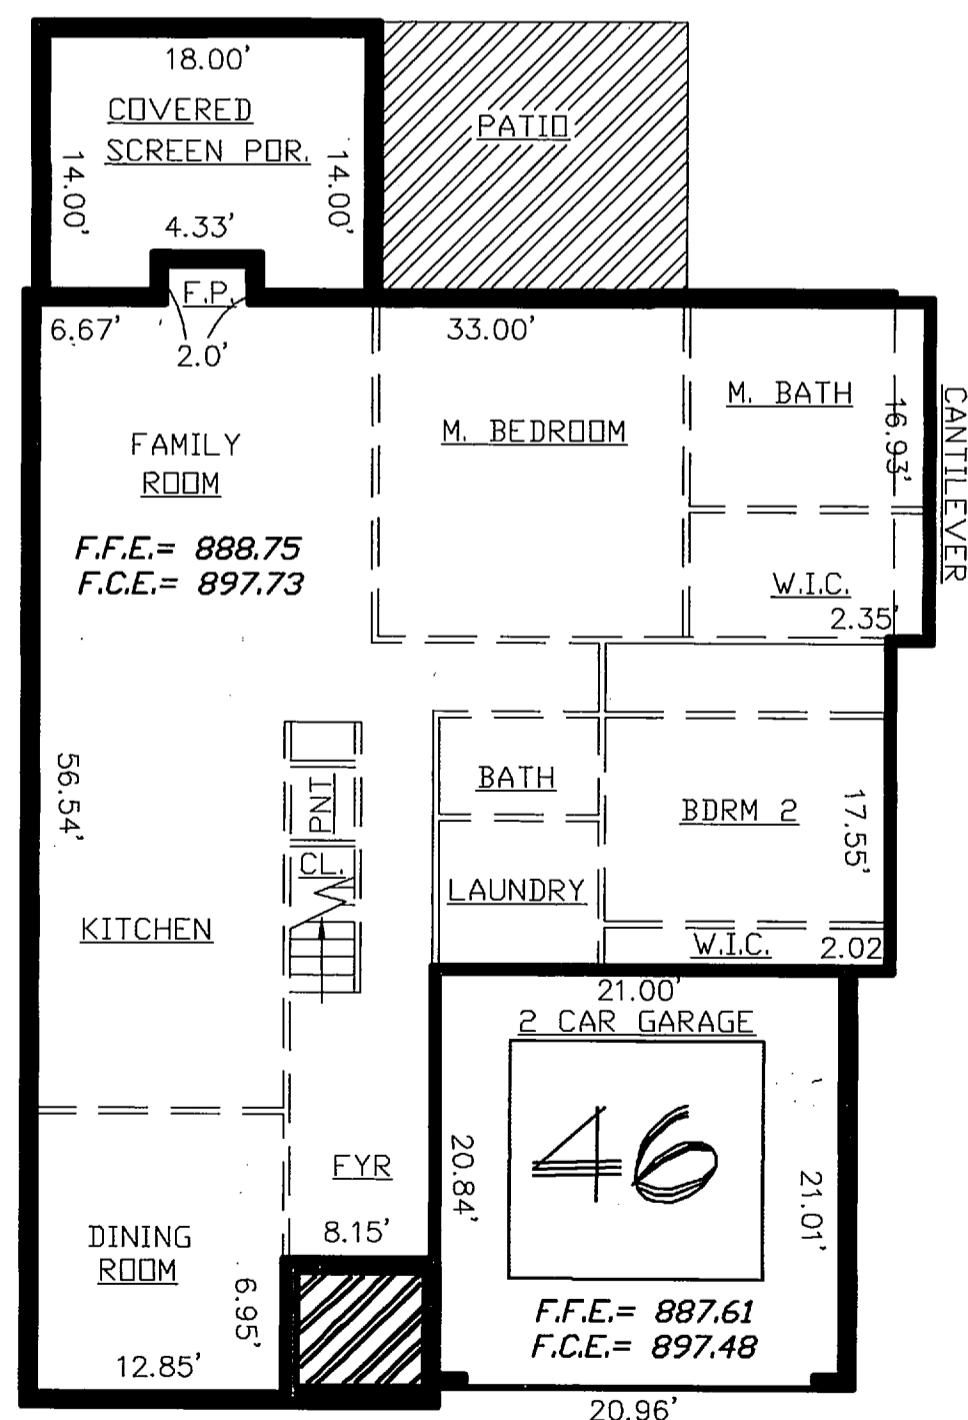 18.00'
COVERED
SCREEN POR.
14.00'
14.00'
4.33'
PATIO
F.P.
6.67'
2.0'
33.00'
M. BATH
16.93'
CANTILEVER
FAMILY
ROOM
M. BEDROOM
F.F.E.= 888.75
F.C.E.= 897.73
W.I.C.
2.35'
56.54'
PNT
BATH
BDRM 2
17.55'
CL.
LAUNDRY
KITCHEN
W.I.C.
2.02
21.00'
2 CAR GARAGE
46
20.84'
21.01'
FYR
8.15'
DINING
ROOM
6.95'
12.85'
F.F.E.= 887.61
F.C.E.= 897.48
20.96'